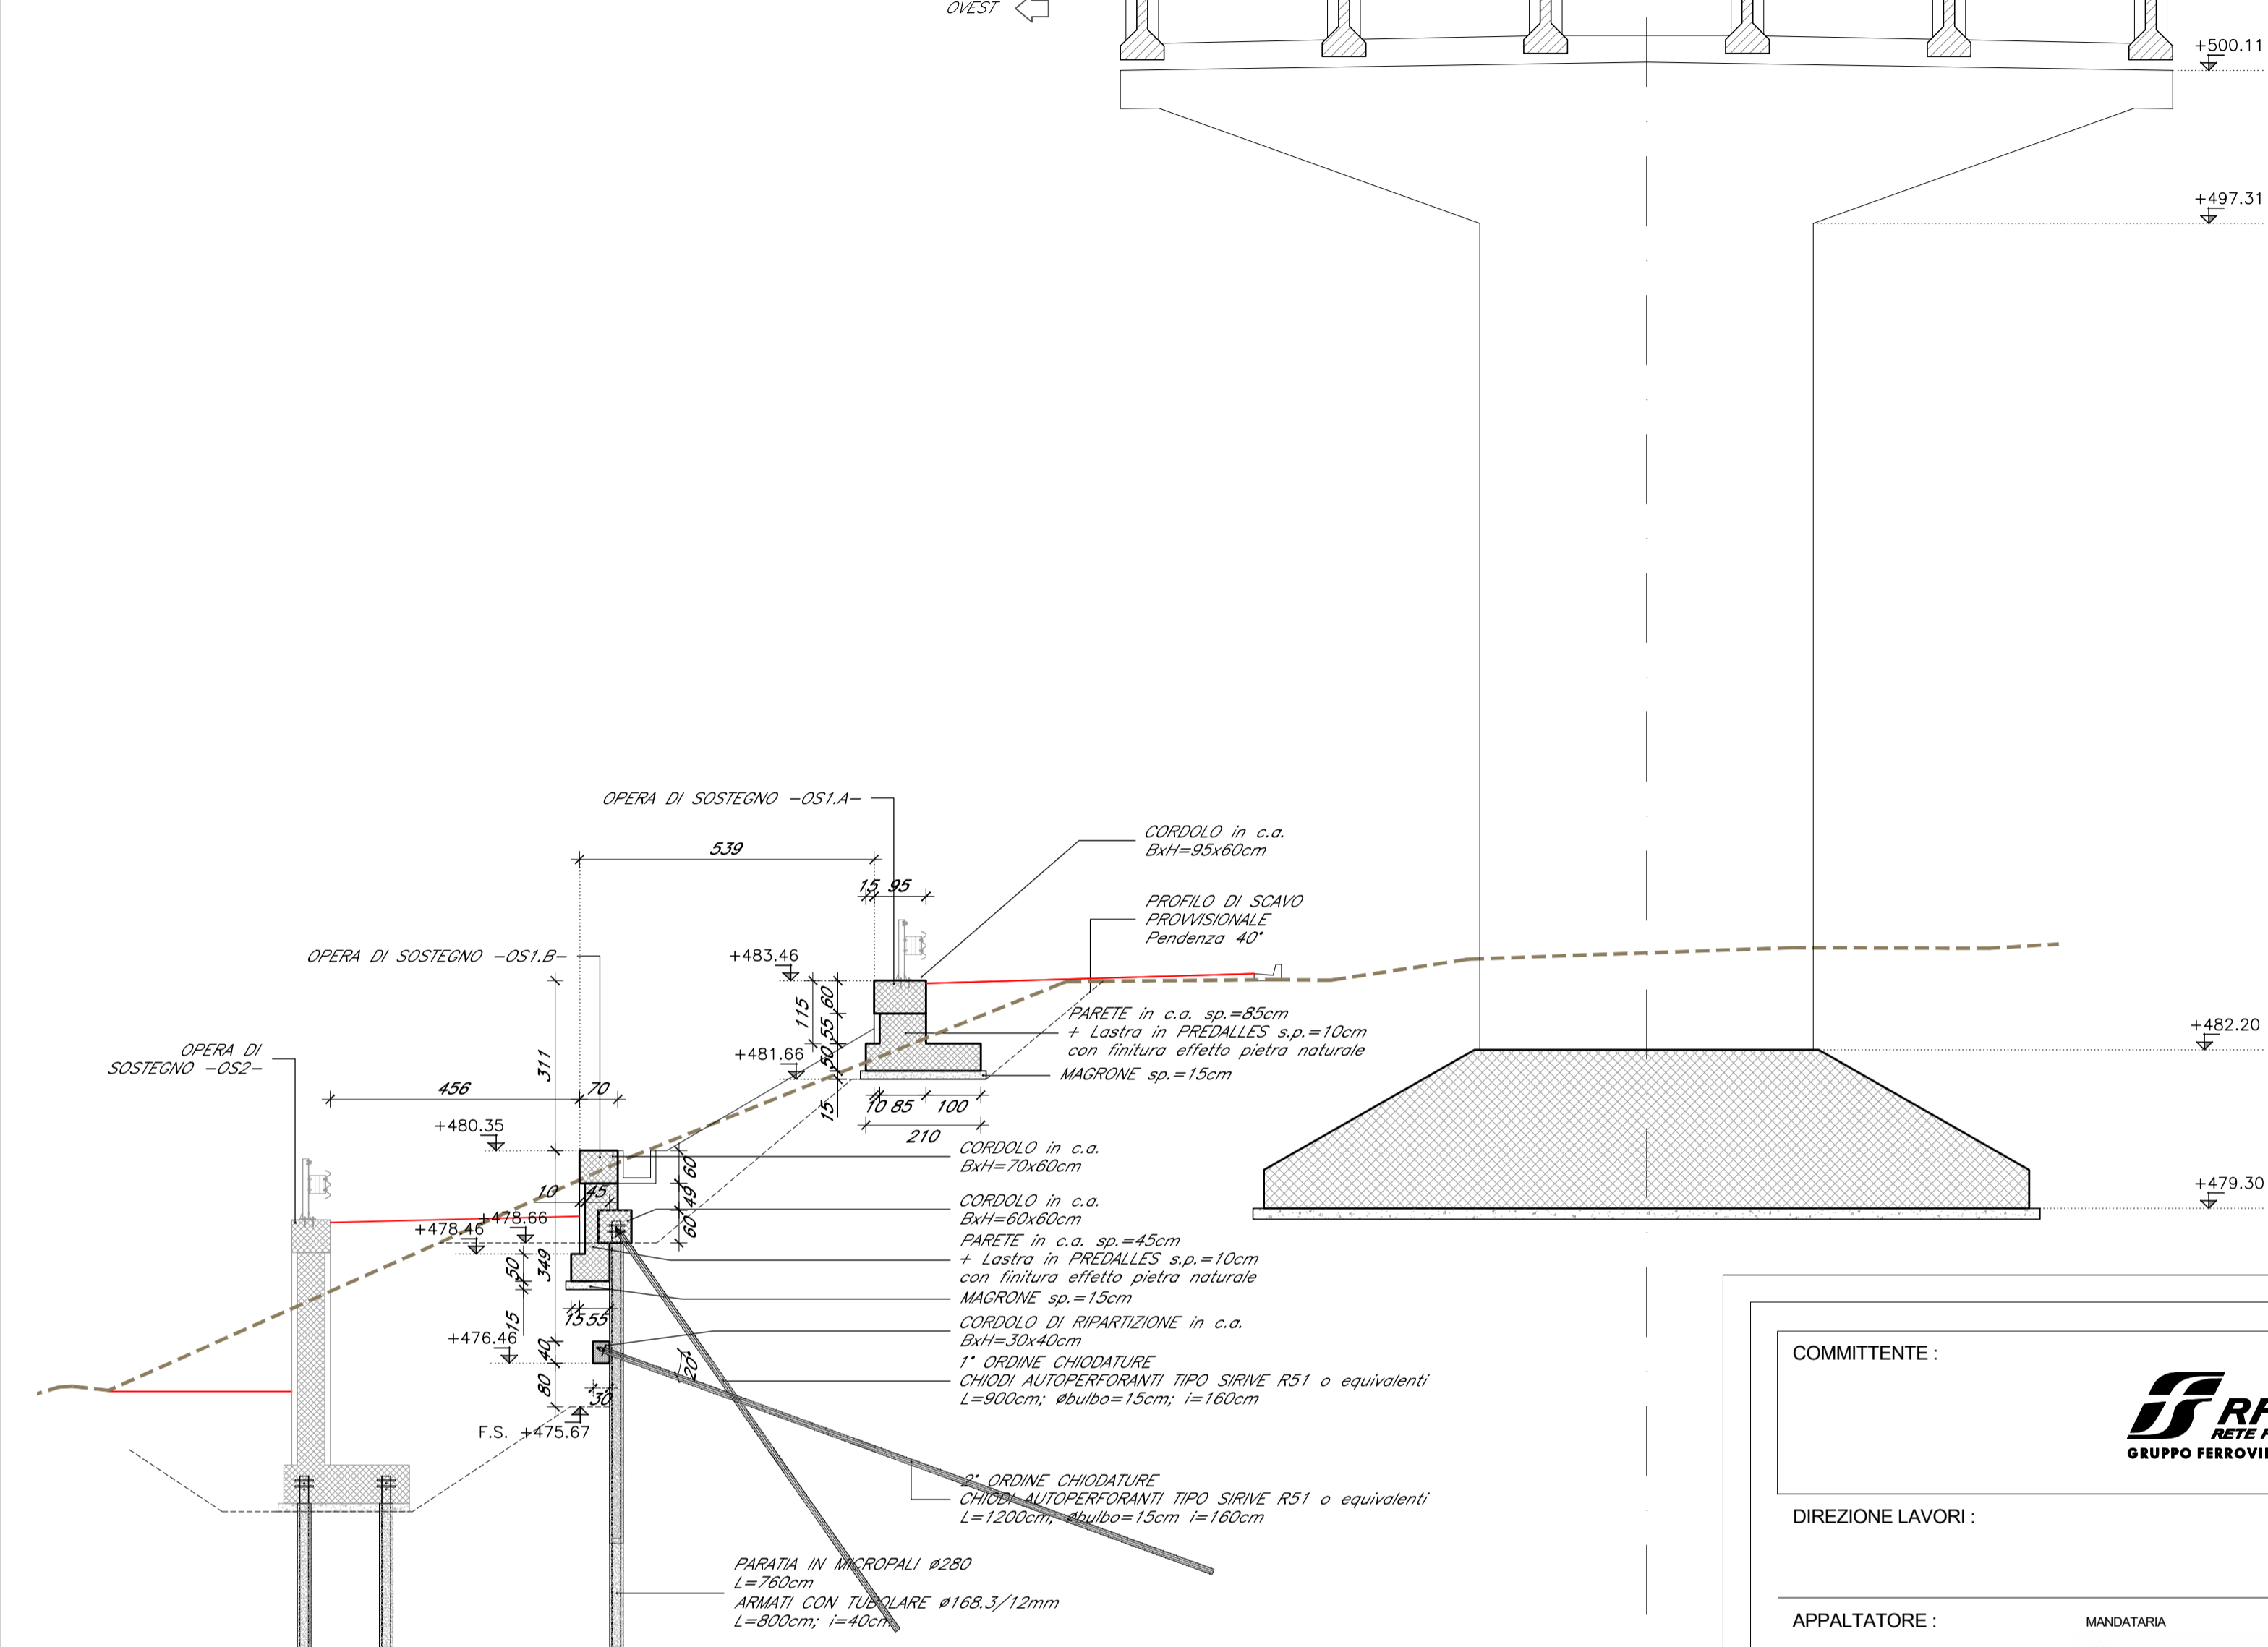 OVEST
+500.11
+497.31
OPERA DI SOSTEGNO -OS1.A-
CORDOLO in c.a.
BxH=95x60cm
539
15 95
PROFILO DI SCAVO
PROVVISIONALE
Pendenza 40°
OPERA DI SOSTEGNO -OS1.B-
+483.46
60
115
55
50
15
PARETE in c.a. sp.=85cm
+ Lastra in PREDALLES s.p.=10cm
con finitura effetto pietra naturale
+482.20
OPERA DI
SOSTEGNO -OS2-
311
+481.66
MAGRONE sp.=15cm
456
70
10 85 100
210
+480.35
CORDOLO in c.a.
BxH=70x60cm
60
49
60
10 45
+479.30
CORDOLO in c.a.
BxH=60x60cm
+478.66
+478.46
PARETE in c.a. sp.=45cm
+ Lastra in PREDALLES s.p.=10cm
con finitura effetto pietra naturale
50
349
MAGRONE sp.=15cm
15
15 55
CORDOLO DI RIPARTIZIONE in c.a.
BxH=30x40cm
+476.46
40
80
30
20°
1° ORDINE CHIODATURE
CHIODI AUTOPERFORANTI TIPO SIRIVE R51 o equivalenti
L=900cm; øbulbo=15cm; i=160cm
F.S. +475.67
2° ORDINE CHIODATURE
CHIODI AUTOPERFORANTI TIPO SIRIVE R51 o equivalenti
L=1200cm; øbulbo=15cm i=160cm
PARATIA IN MICROPALI ø280
L=760cm
ARMATI CON TUBOLARE ø168.3/12mm
L=800cm; i=40cm
COMMITTENTE :
RF
RETE F
GRUPPO FERROVIE
DIREZIONE LAVORI :
APPALTATORE :
MANDATARIA